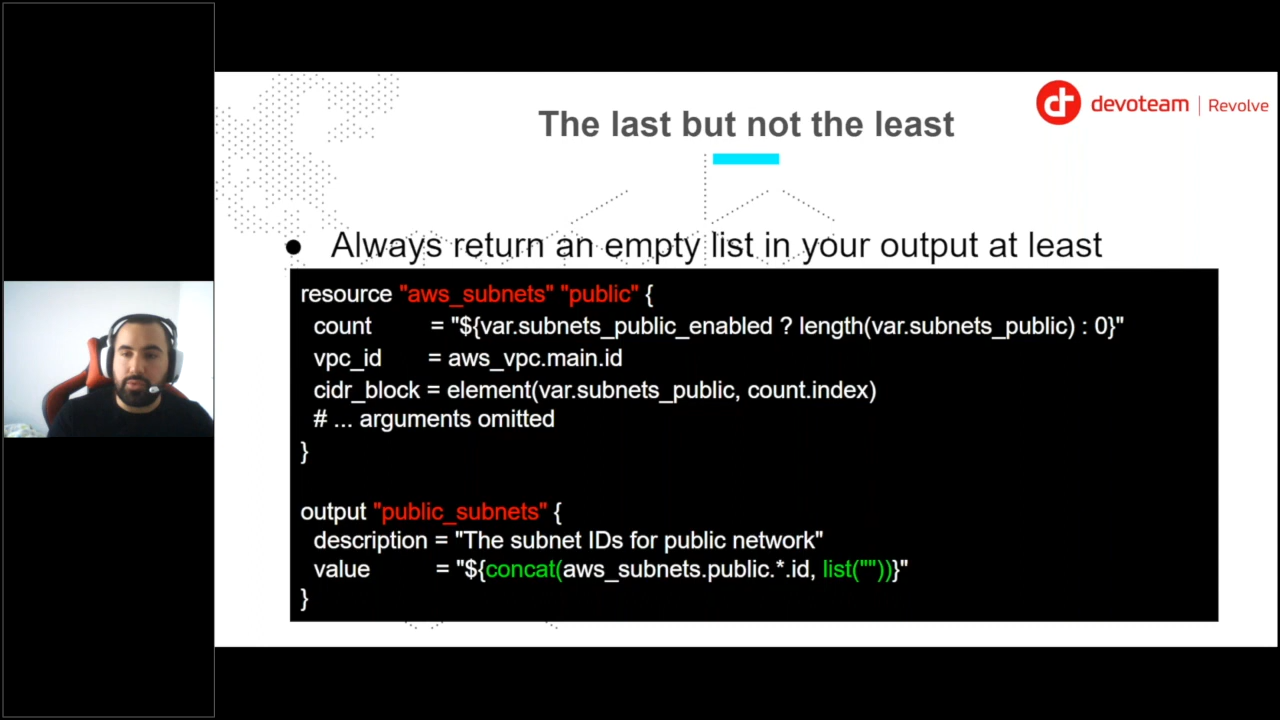 The last but not the least
devoteam | Revolve
● Always return an empty list in your output at least
resource "aws_subnets" "public" {
count = "${var.subnets_public_enabled ? length(var.subnets_public) : 0}"
vpc_id = aws_vpc.main.id
cidr_block = element(var.subnets_public, count.index)
# ... arguments omitted
}
output "public_subnets" {
description = "The subnet IDs for public network"
value = "${concat(aws_subnets.public.*.id, list(""))}"
}